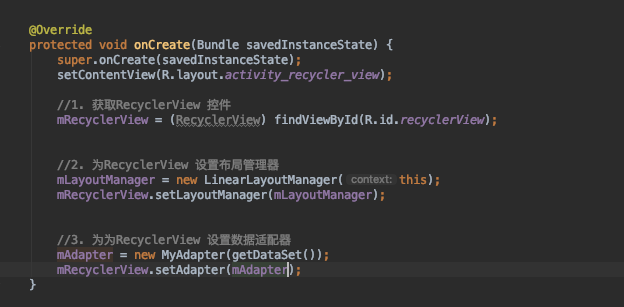 @Override
protected void onCreate(Bundle savedInstanceState) {
super.onCreate(savedInstanceState);
setContentView(R.layout.activity_recycler_view);
//1. 获取RecyclerView 控件
mRecyclerView = (RecyclerView) findViewById(R.id.recyclerView);
//2. 为RecyclerView 设置布局管理器
mLayoutManager = new LinearLayoutManager( context: this);
mRecyclerView.setLayoutManager(mLayoutManager);
//3. 为为RecyclerView 设置数据适配器
mAdapter = new MyAdapter(getDataSet());
mRecyclerView.setAdapter(mAdapter);
}